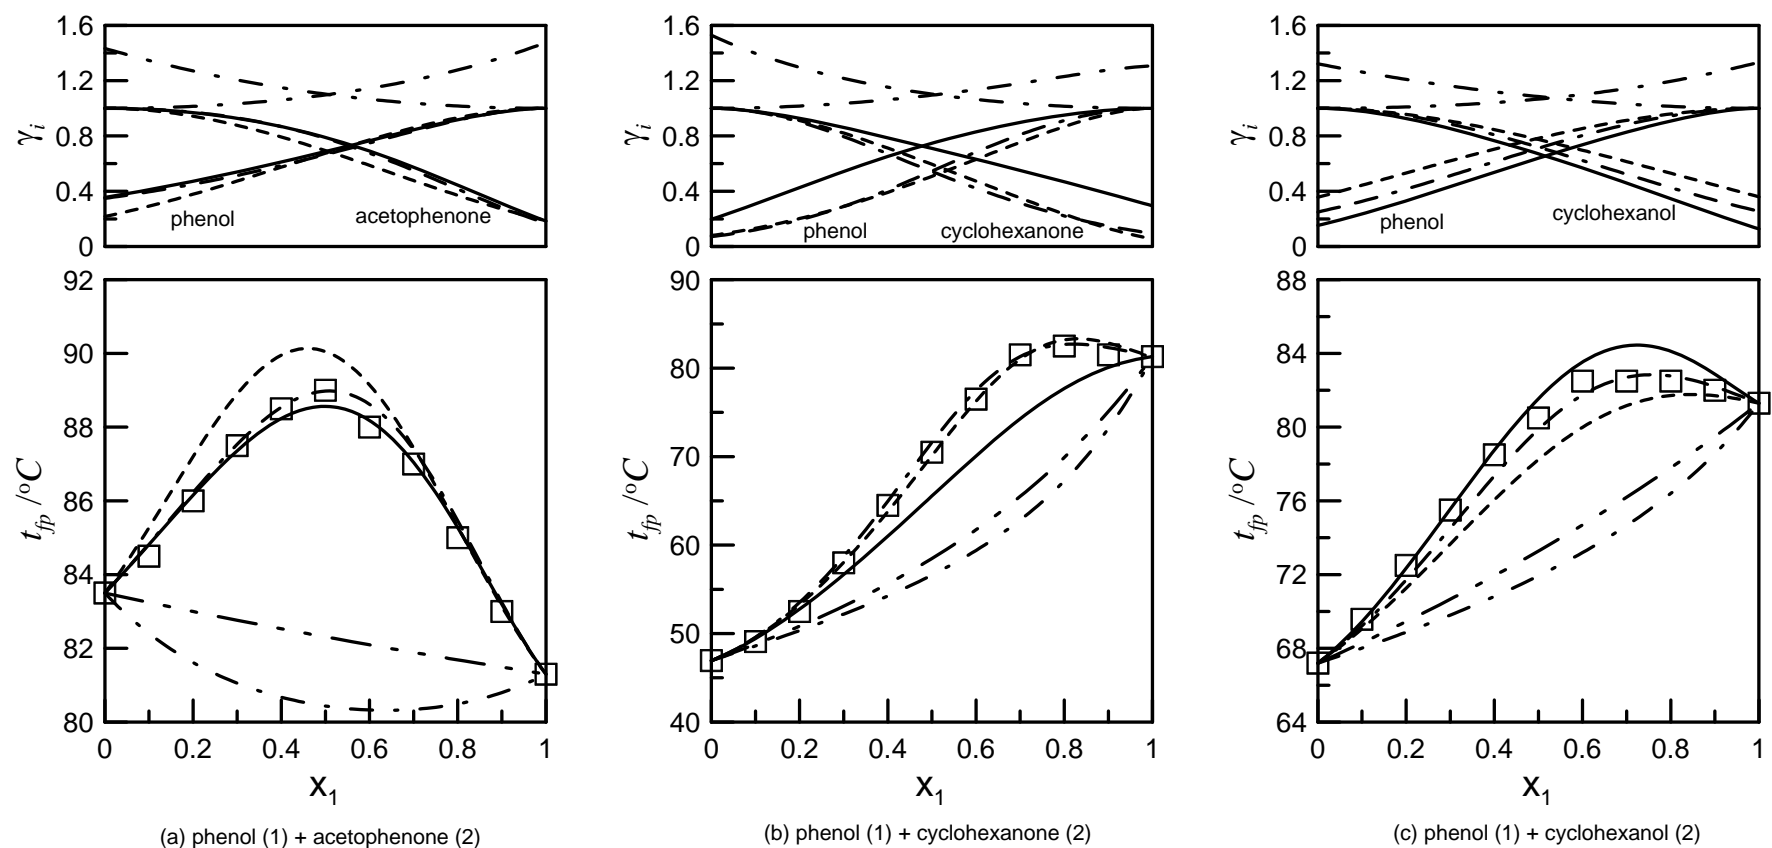 1.6
1.2
0.8
0.4
0
γi
phenol
acetophenone
92
90
88
86
84
82
80
tfp /°C
0
0.2
0.4
0.6
0.8
1
x1
(a) phenol (1) + acetophenone (2)
1.6
1.2
0.8
0.4
0
γi
phenol
cyclohexanone
90
80
70
60
50
40
tfp /°C
0
0.2
0.4
0.6
0.8
1
x1
(b) phenol (1) + cyclohexanone (2)
1.6
1.2
0.8
0.4
0
γi
phenol
cyclohexanol
88
84
80
76
72
68
64
tfp /°C
0
0.2
0.4
0.6
0.8
1
x1
(c) phenol (1) + cyclohexanol (2)